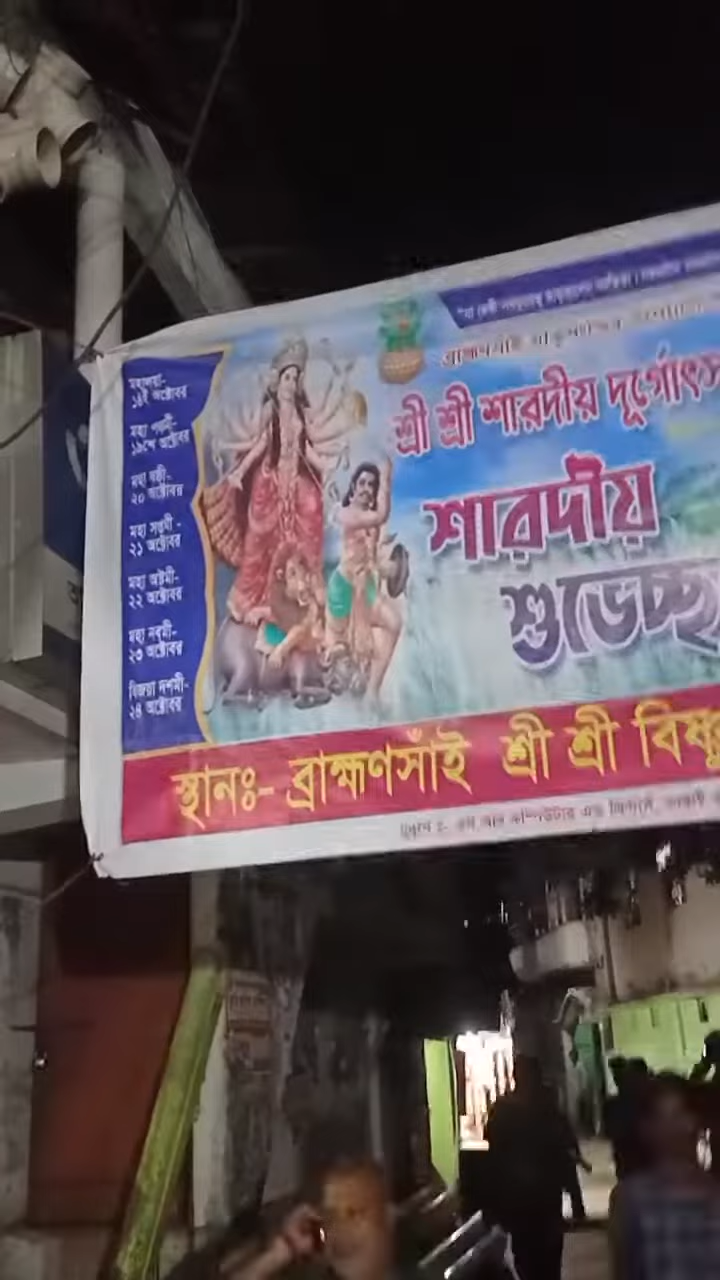 শ্রী শ্রী শারদীয় দূর্গোৎস
শারদীয়
শুভেচ্ছ
মহালয়া-
১৪ই অক্টোবর
মহা পঞ্চমী-
১৯শে অক্টোবর
মহা ষষ্ঠী-
২০ অক্টোবর
মহা সপ্তমী -
২১ অক্টোবর
মহা অষ্টমী-
২২ অক্টোবর
মহা নবমী-
২৩ অক্টোবর
বিজয়া দশমী-
২৪ অক্টোবর
স্থানঃ- ব্রাহ্মণসাঁই শ্রী শ্রী বিষ্ণু